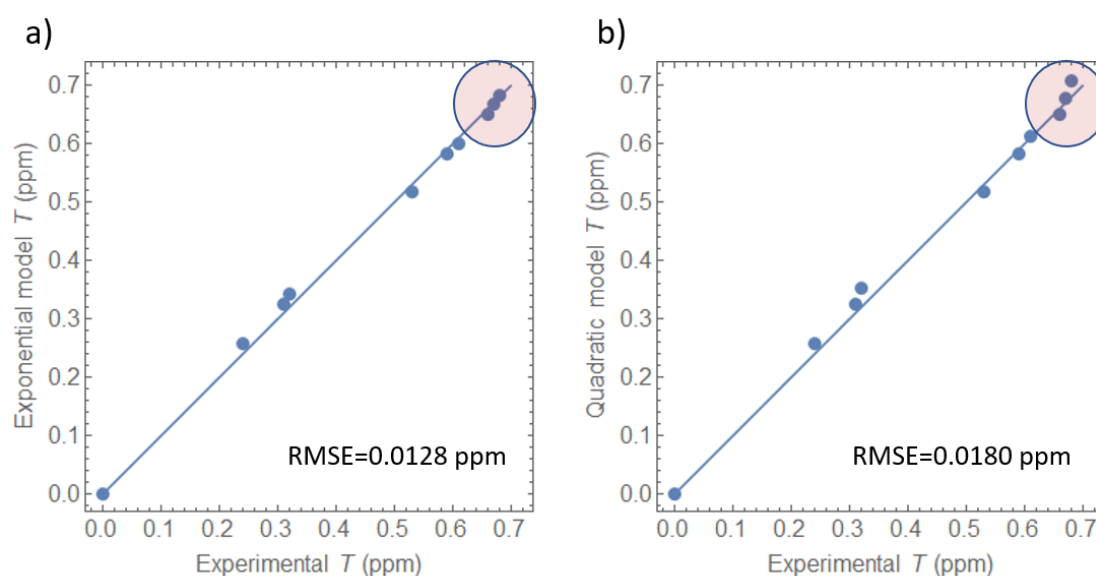 a)
Exponential model T (ppm)
0.7
0.6
0.5
0.4
0.3
0.2
0.1
0.0
RMSE=0.0128 ppm
0.0 0.1 0.2 0.3 0.4 0.5 0.6 0.7
Experimental T (ppm)
b)
Quadratic model T (ppm)
0.7
0.6
0.5
0.4
0.3
0.2
0.1
0.0
RMSE=0.0180 ppm
0.0 0.1 0.2 0.3 0.4 0.5 0.6 0.7
Experimental T (ppm)